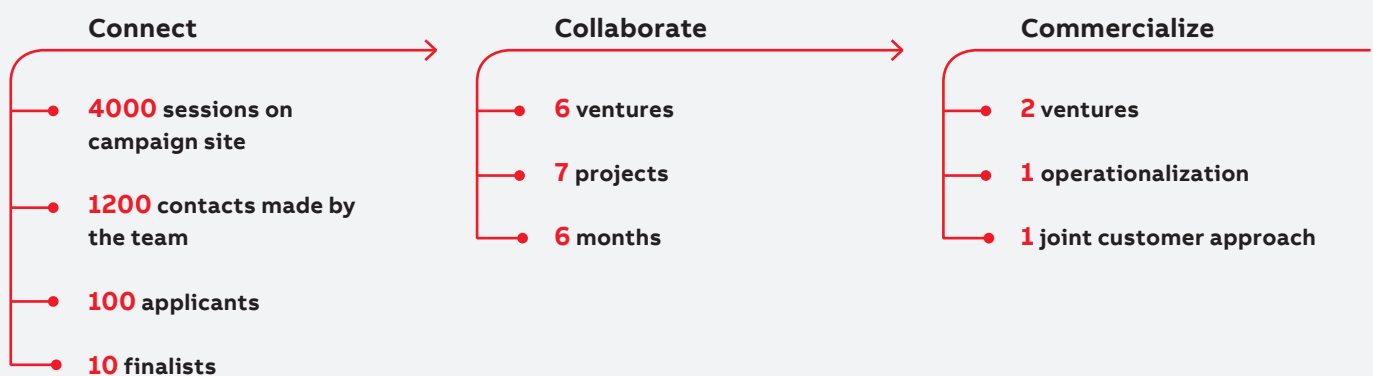 Connect
4000 sessions on
campaign site
1200 contacts made by
the team
100 applicants
10 finalists
Collaborate
6 ventures
7 projects
6 months
Commercialize
2 ventures
1 operationalization
1 joint customer approach